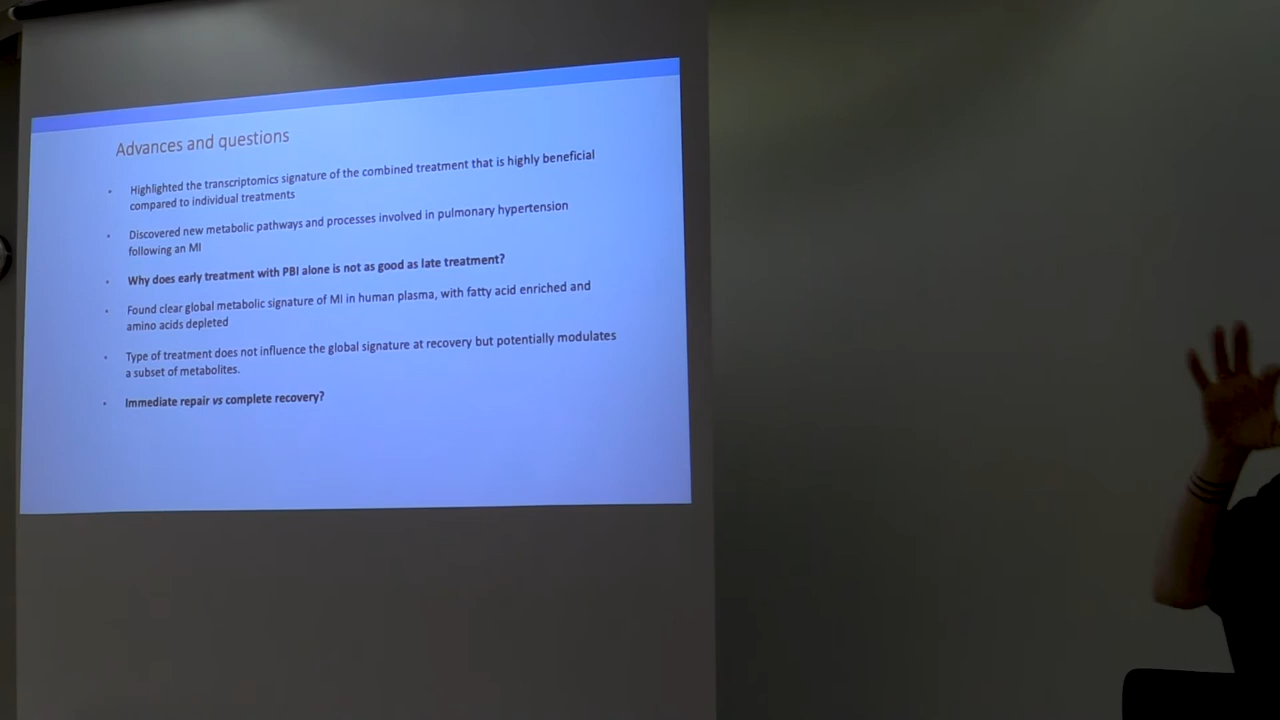 Advances and questions
• Highlighted the transcriptomics signature of the combined treatment that is highly beneficial
compared to individual treatments
• Discovered new metabolic pathways and processes involved in pulmonary hypertension
following an MI
• Why does early treatment with PBI alone is not as good as late treatment?
• Found clear global metabolic signature of MI in human plasma, with fatty acid enriched and
amino acids depleted
• Type of treatment does not influence the global signature at recovery but potentially modulates
a subset of metabolites.
• Immediate repair vs complete recovery?